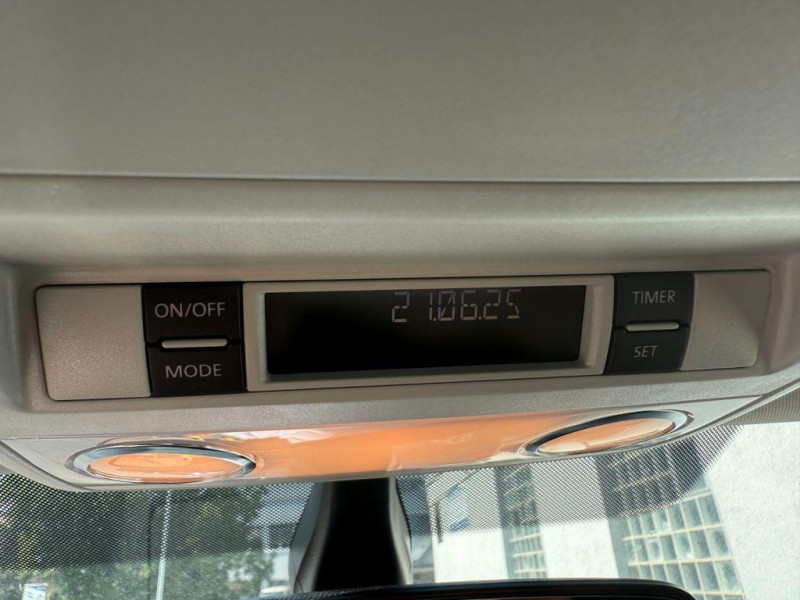 ON/OFF
MODE
21.06.25
TIMER
SET